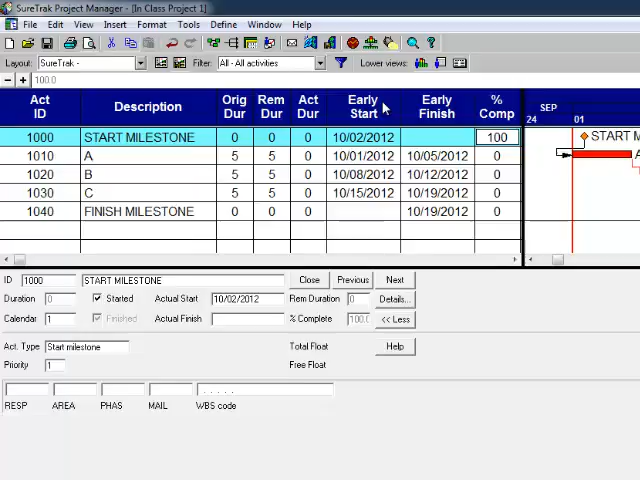 SureTrak Project Manager - [In Class Project 1]
File Edit View Insert Format Tools Define Window Help
Layout: SureTrak - Filter: All - All activities Lower views:
100.0
Act ID Description Orig Dur Rem Dur Act Dur Early Start Early Finish % Comp SEP 24 01
1000 START MILESTONE 0 0 0 10/02/2012 100 START M
1010 A 5 5 0 10/01/2012 10/05/2012 0 A
1020 B 5 5 0 10/08/2012 10/12/2012 0
1030 C 5 5 0 10/15/2012 10/19/2012 0
1040 FINISH MILESTONE 0 0 0 10/19/2012 0
ID 1000 START MILESTONE Close Previous Next
Duration 0 Started Actual Start 10/02/2012 Rem Duration 0 Details...
Calendar 1 Finished Actual Finish % Complete 100.0 << Less
Act. Type Start milestone Total Float Help
Priority 1 Free Float
RESP AREA PHAS MAIL WBS code